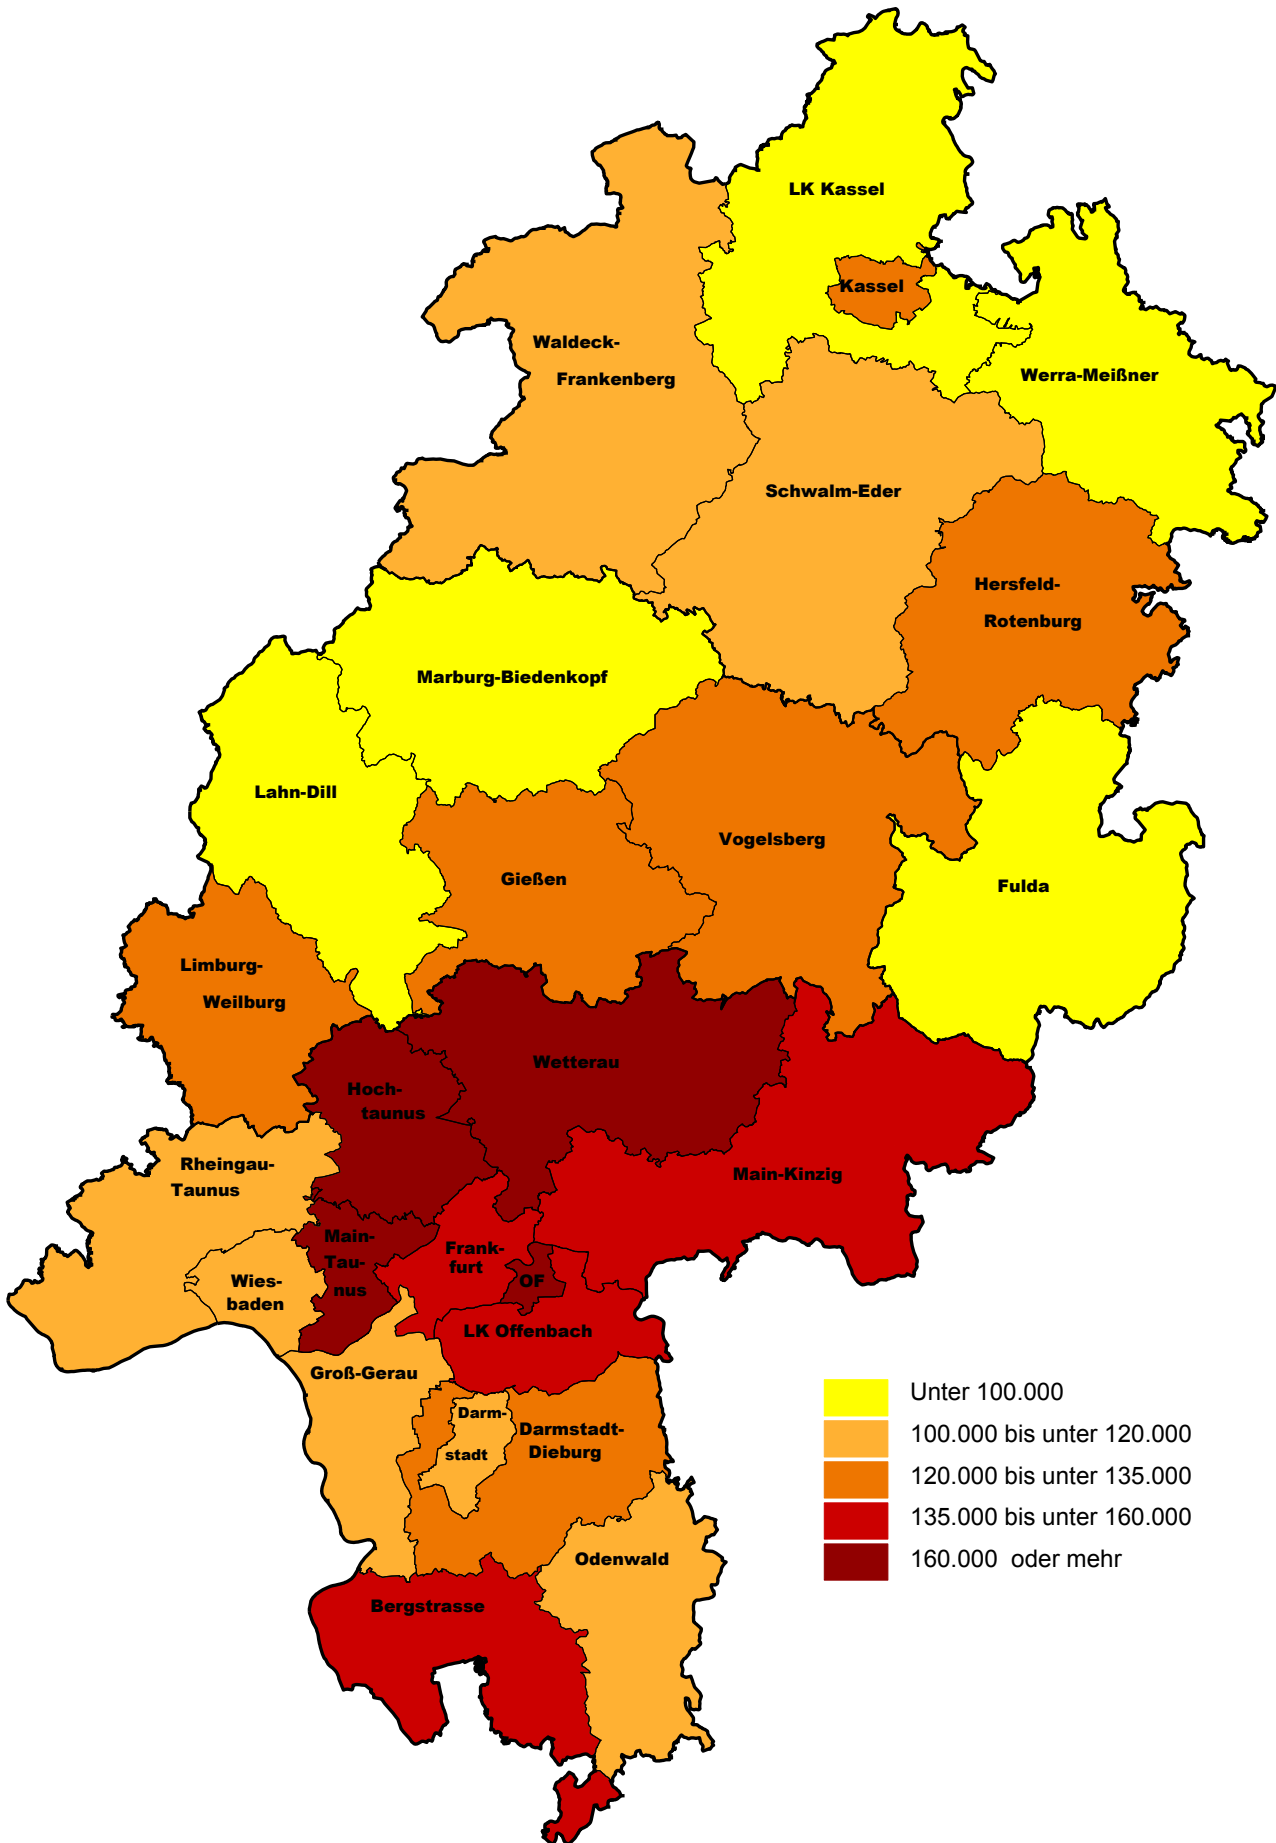 LK Kassel
Kassel
Waldeck-
Frankenberg
Werra-Meißner
Schwalm-Eder
Hersfeld-
Rotenburg
Marburg-Biedenkopf
Lahn-Dill
Vogelsberg
Gießen
Fulda
Limburg-
Weilburg
Wetterau
Hoch-
taunus
Rheingau-
Taunus
Main-Kinzig
Main-
Tau-
nus
Frank-
furt
Wies-
baden
OF
LK Offenbach
Groß-Gerau
Darm-
stadt
Darmstadt-
Dieburg
Odenwald
Bergstrasse
Unter 100.000
100.000 bis unter 120.000
120.000 bis unter 135.000
135.000 bis unter 160.000
160.000 oder mehr